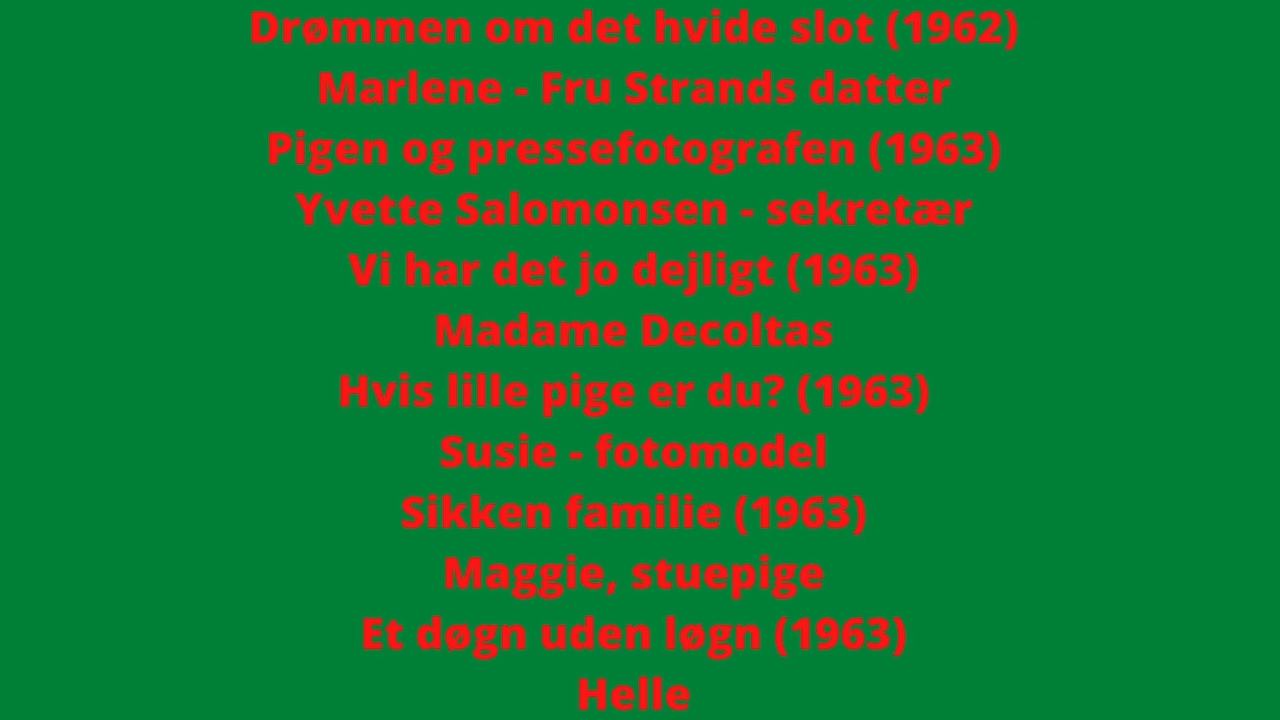 Drømmen om det hvide slot (1962)
Marlene - Fru Strands datter
Pigen og pressefotografen (1963)
Yvette Salomonsen - sekretær
Vi har det jo dejligt (1963)
Madame Decoltas
Hvis lille pige er du? (1963)
Susie - fotomodel
Sikken familie (1963)
Maggie, stuepige
Et døgn uden løgn (1963)
Helle